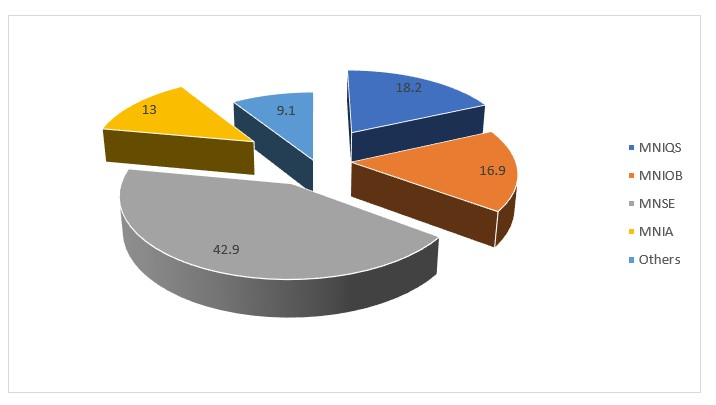 18.2
16.9
42.9
13
9.1
MNIQS
MNIOB
MNSE
MNIA
Others